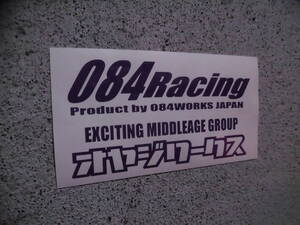 084Racing
Product by 084WORKS JAPAN
EXCITING MIDDLEAGE GROUP
オヤジワークス